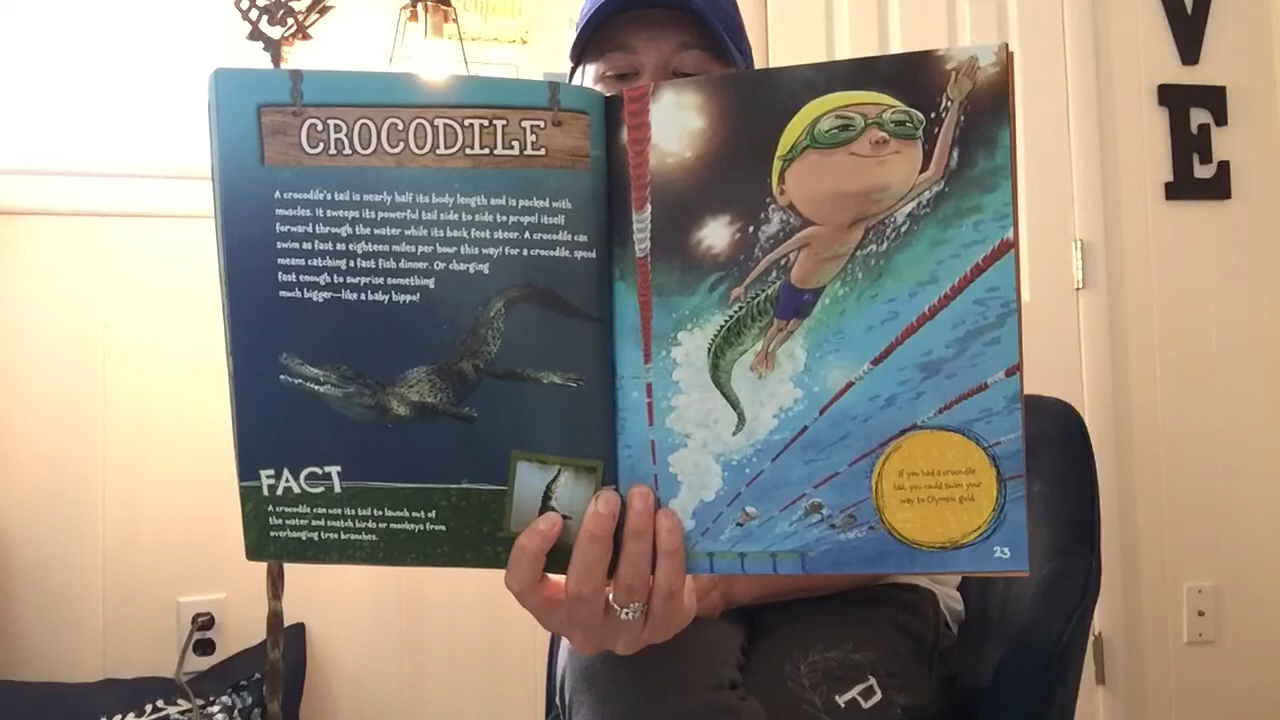 CROCODILE
A crocodile's tail is nearly half its body length and is packed with
muscles. It sweeps its powerful tail side to side to propel itself
forward through the water while its back feet steer. A crocodile can
swim as fast as eighteen miles per hour this way! For a crocodile, speed
means catching a fast fish dinner. Or charging
fast enough to surprise something
much bigger—like a baby hippo!
FACT
A crocodile can use its tail to launch out of
the water and snatch birds or monkeys from
overhanging tree branches.
If you had a crocodile
tail, you could swim your
way to Olympic gold.
23
V
E
P